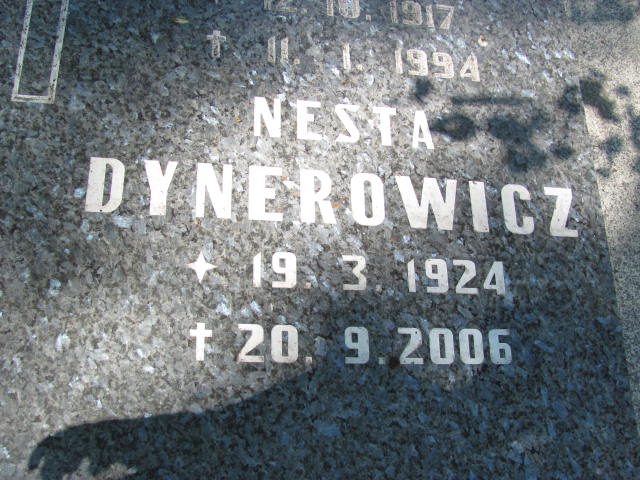 12. 10. 1917
† 11. 1. 1994
NESTA
DYNEROWICZ
19. 3. 1924
† 20. 9. 2006